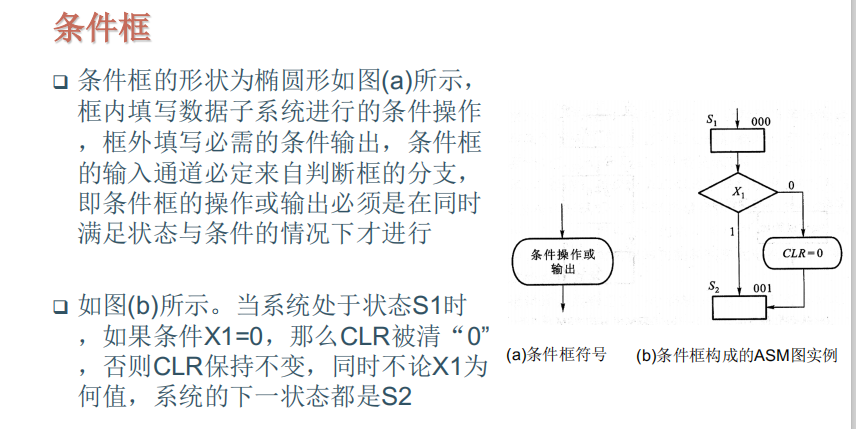 条件框
条件框的形状为椭圆形如图(a)所示，
框内填写数据子系统进行的条件操作
，框外填写必需的条件输出，条件框
的输入通道必定来自判断框的分支，
即条件框的操作或输出必须是在同时
满足状态与条件的情况下才进行
如图(b)所示。当系统处于状态S1时
，如果条件X1=0，那么CLR被清“0”
，否则CLR保持不变，同时不论X1为
何值，系统的下一状态都是S2
条件操作或
输出
(a)条件框符号
S₁ 000
X₁ 0
1
CLR=0
S₂ 001
(b)条件框构成的ASM图实例